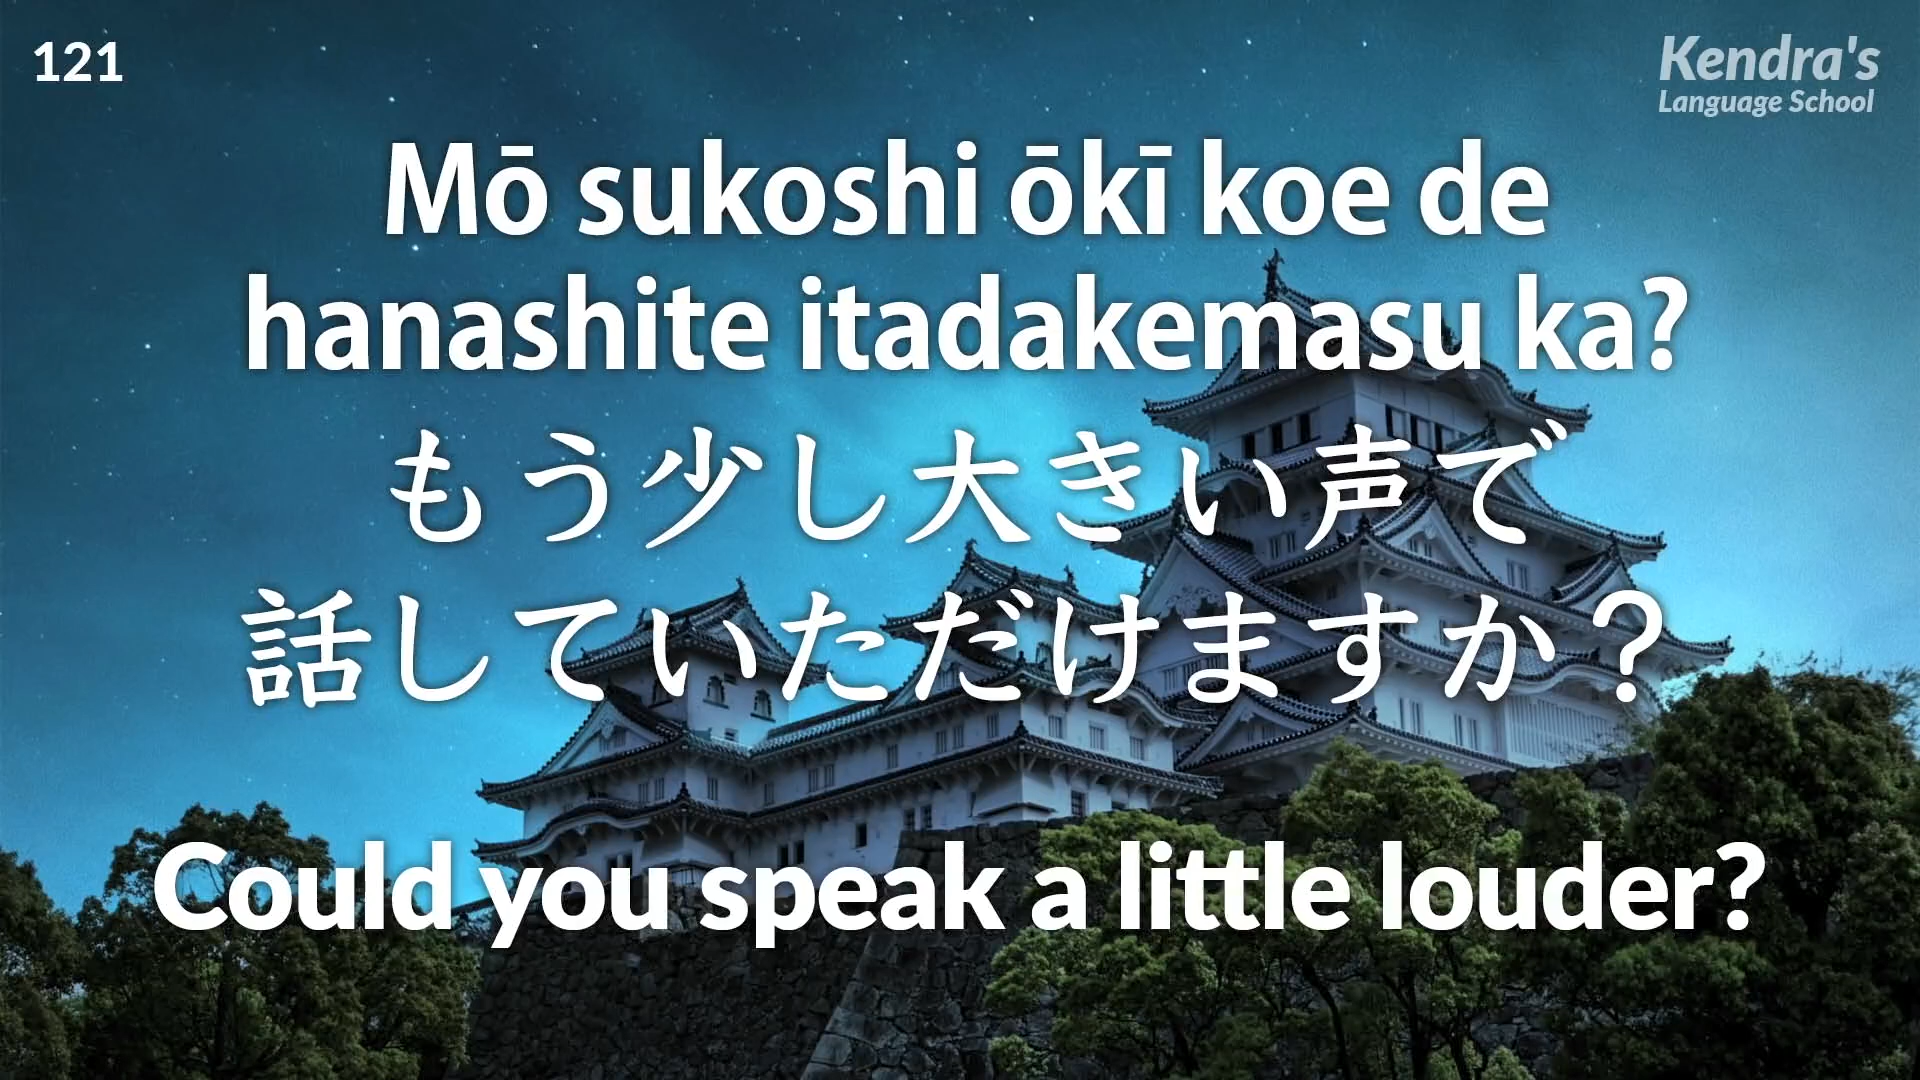 121
Kendra's
Language School
Mō sukoshi ōkī koe de
hanashite itadakemasu ka?
もう少し大きい声で
話していただけますか？
Could you speak a little louder?